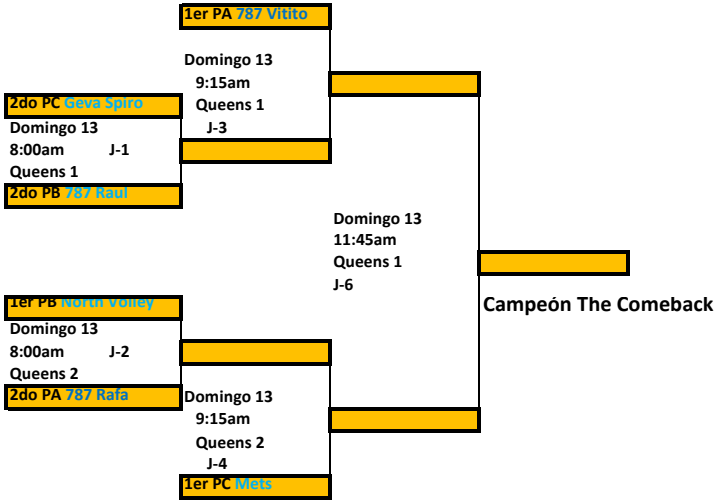 1er PA 787 Vitito
Domingo 13
9:15am
Queens 1
J-3
2do PC Geva Spiro
Domingo 13
8:00am J-1
Queens 1
2do PB 787 Raul
Domingo 13
11:45am
Queens 1
J-6
Campeón The Comeback
1er PB North Volley
Domingo 13
8:00am J-2
Queens 2
2do PA 787 Rafa
Domingo 13
9:15am
Queens 2
J-4
1er PC Mets